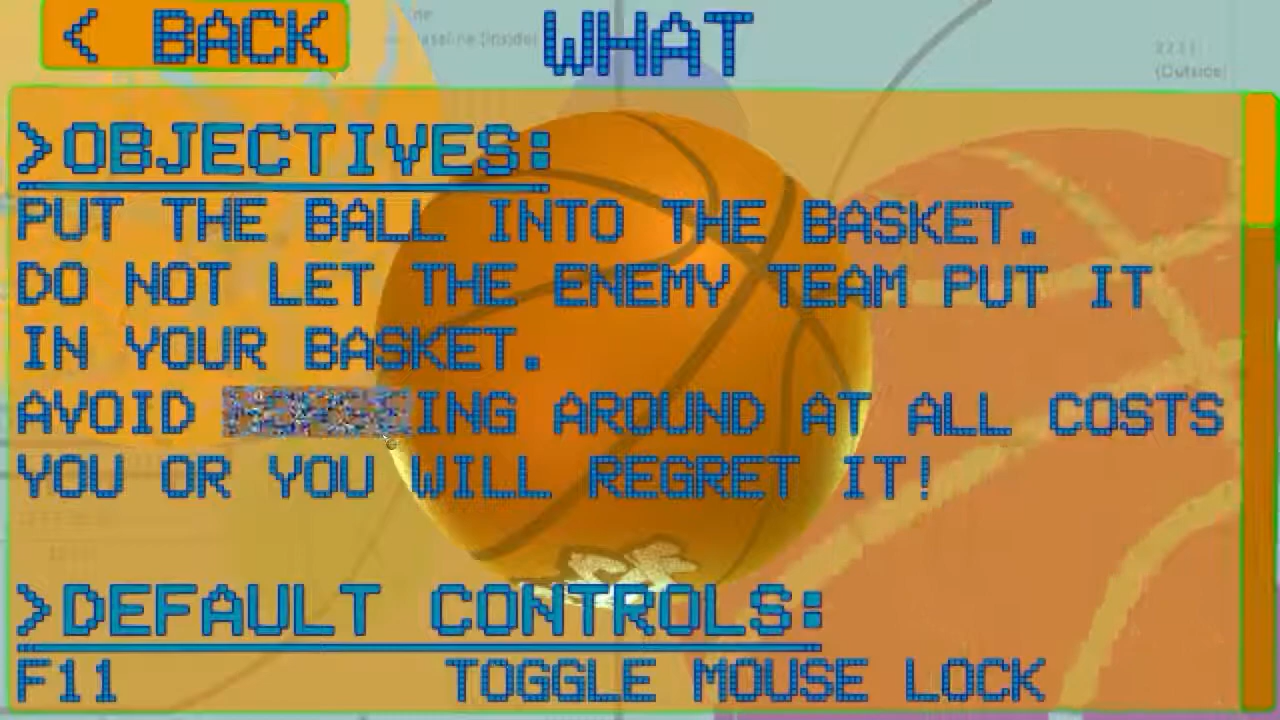 < BACK
WHAT
>OBJECTIVES:
PUT THE BALL INTO THE BASKET.
DO NOT LET THE ENEMY TEAM PUT IT
IN YOUR BASKET.
AVOID ING AROUND AT ALL COSTS
YOU OR YOU WILL REGRET IT!
>DEFAULT CONTROLS:
F11 TOGGLE MOUSE LOCK
(Outside)